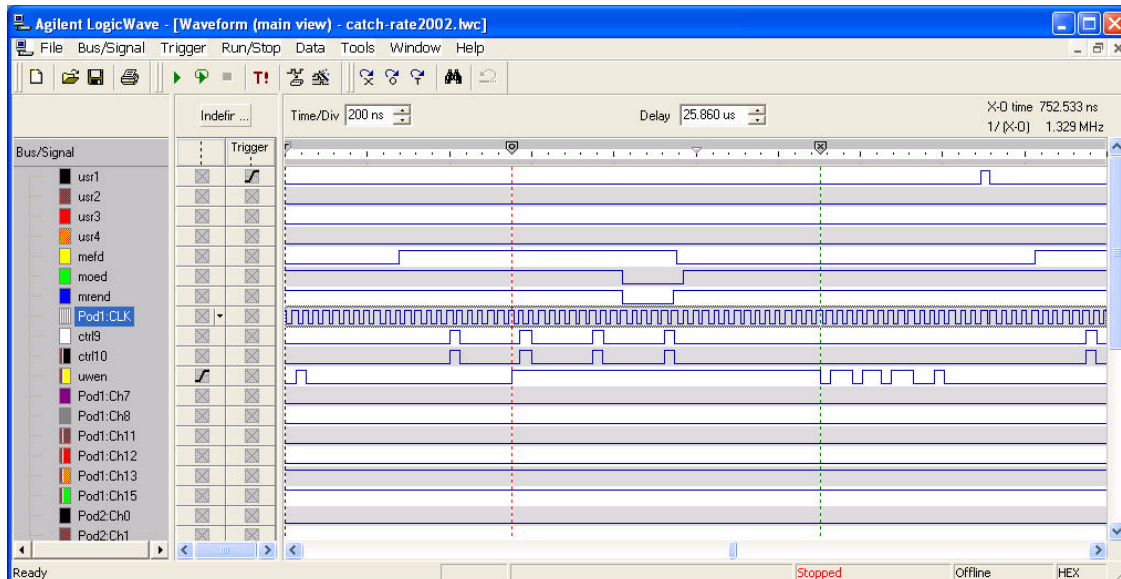 Agilent LogicWave - [Waveform (main view) - catch-rate2002.lwc]
File Bus/Signal Trigger Run/Stop Data Tools Window Help
T!
Indefir ... Time/Div 200 ns Delay 25.860 us X-O time 752.533 ns
1/ (X-O) 1.329 MHz
Bus/Signal Trigger
usr1
usr2
usr3
usr4
mefd
moed
mrend
Pod1:CLK
ctrl9
ctrl10
uwen
Pod1:Ch7
Pod1:Ch8
Pod1:Ch11
Pod1:Ch12
Pod1:Ch13
Pod1:Ch15
Pod2:Ch0
Pod2:Ch1
Ready Stopped Offline HEX